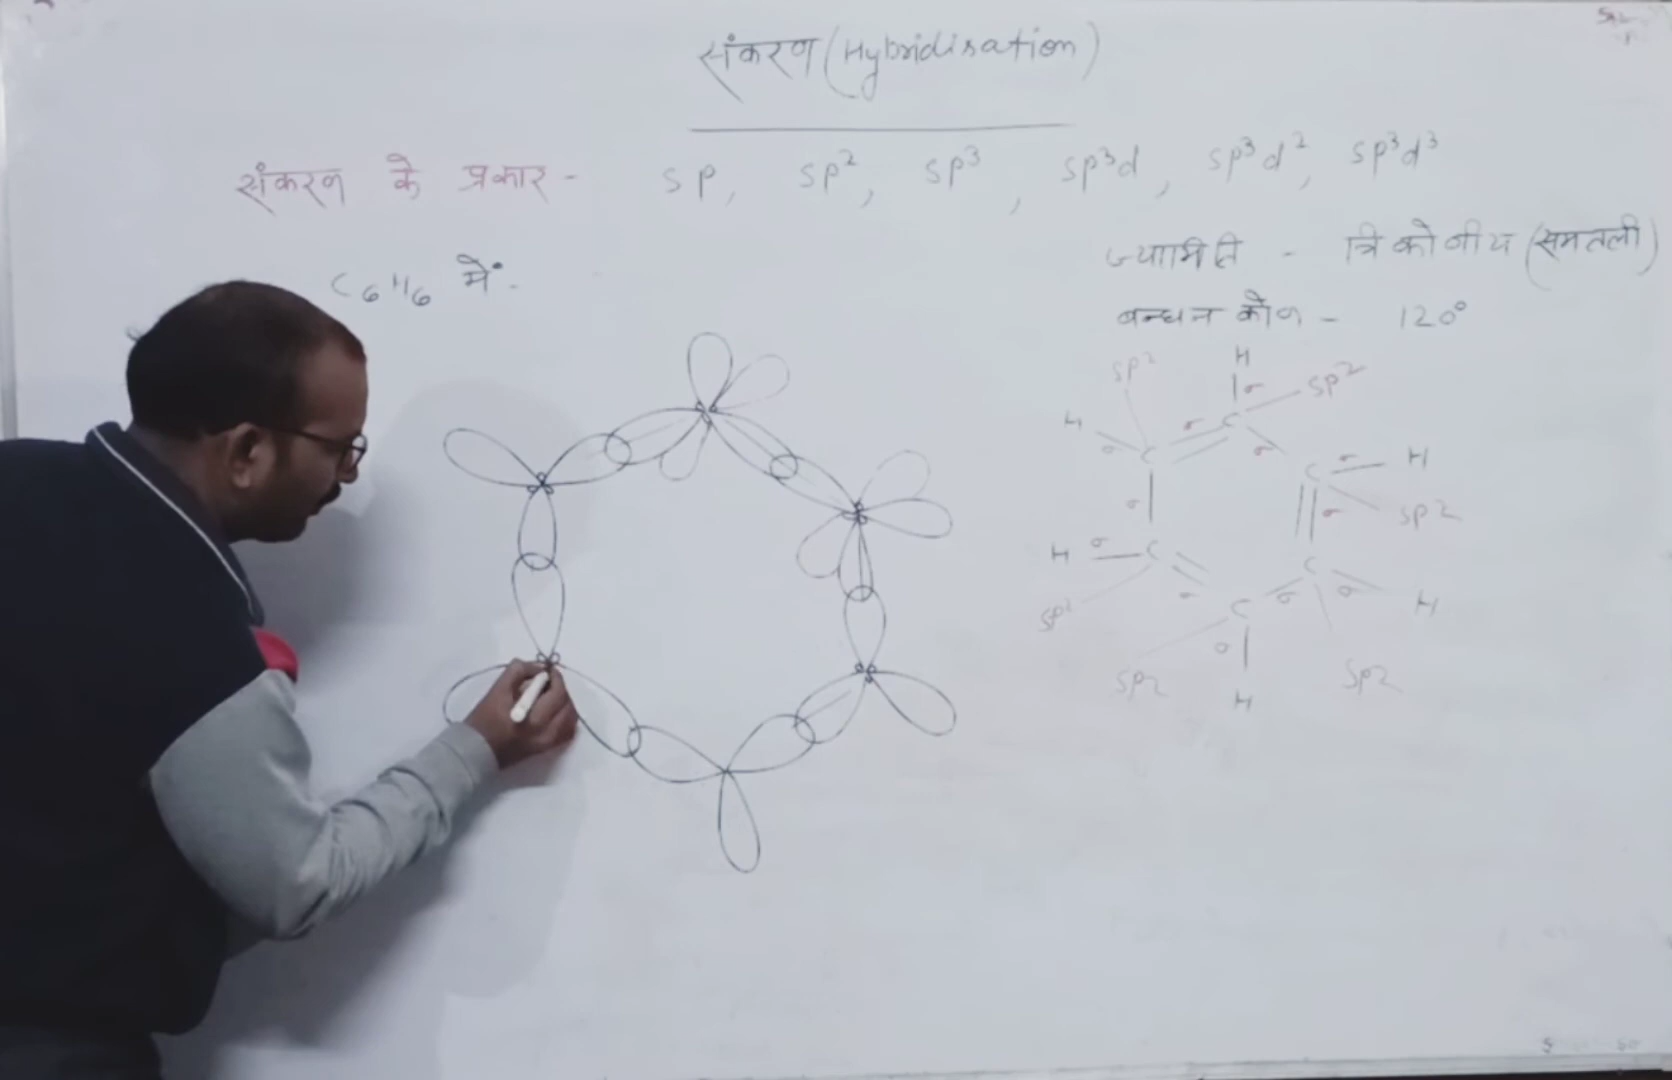 संकरण (Hybridisation)
संकरण के प्रकार - sp, sp², sp³, sp³d, sp³d², sp³d³
C₆H₆ में -
ज्यामिति - त्रिकोनीय (समतली)
बन्धन कोण - 120°
sp² H sp²
σ
H σ C σ C σ
C σ H
σ σ sp2
H σ C C σ H
sp² σ C σ
σ
sp2 H sp2